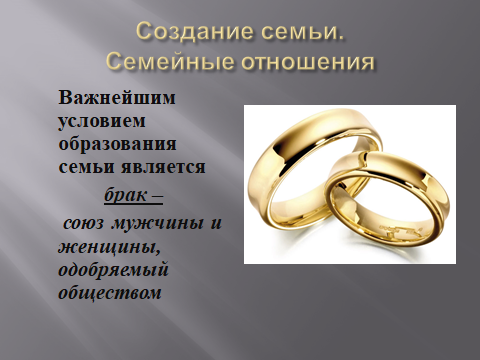 Создание семьи.
Семейные отношения
Важнейшим
условием
образования
семьи является
брак –
союз мужчины и
женщины,
одобряемый
обществом